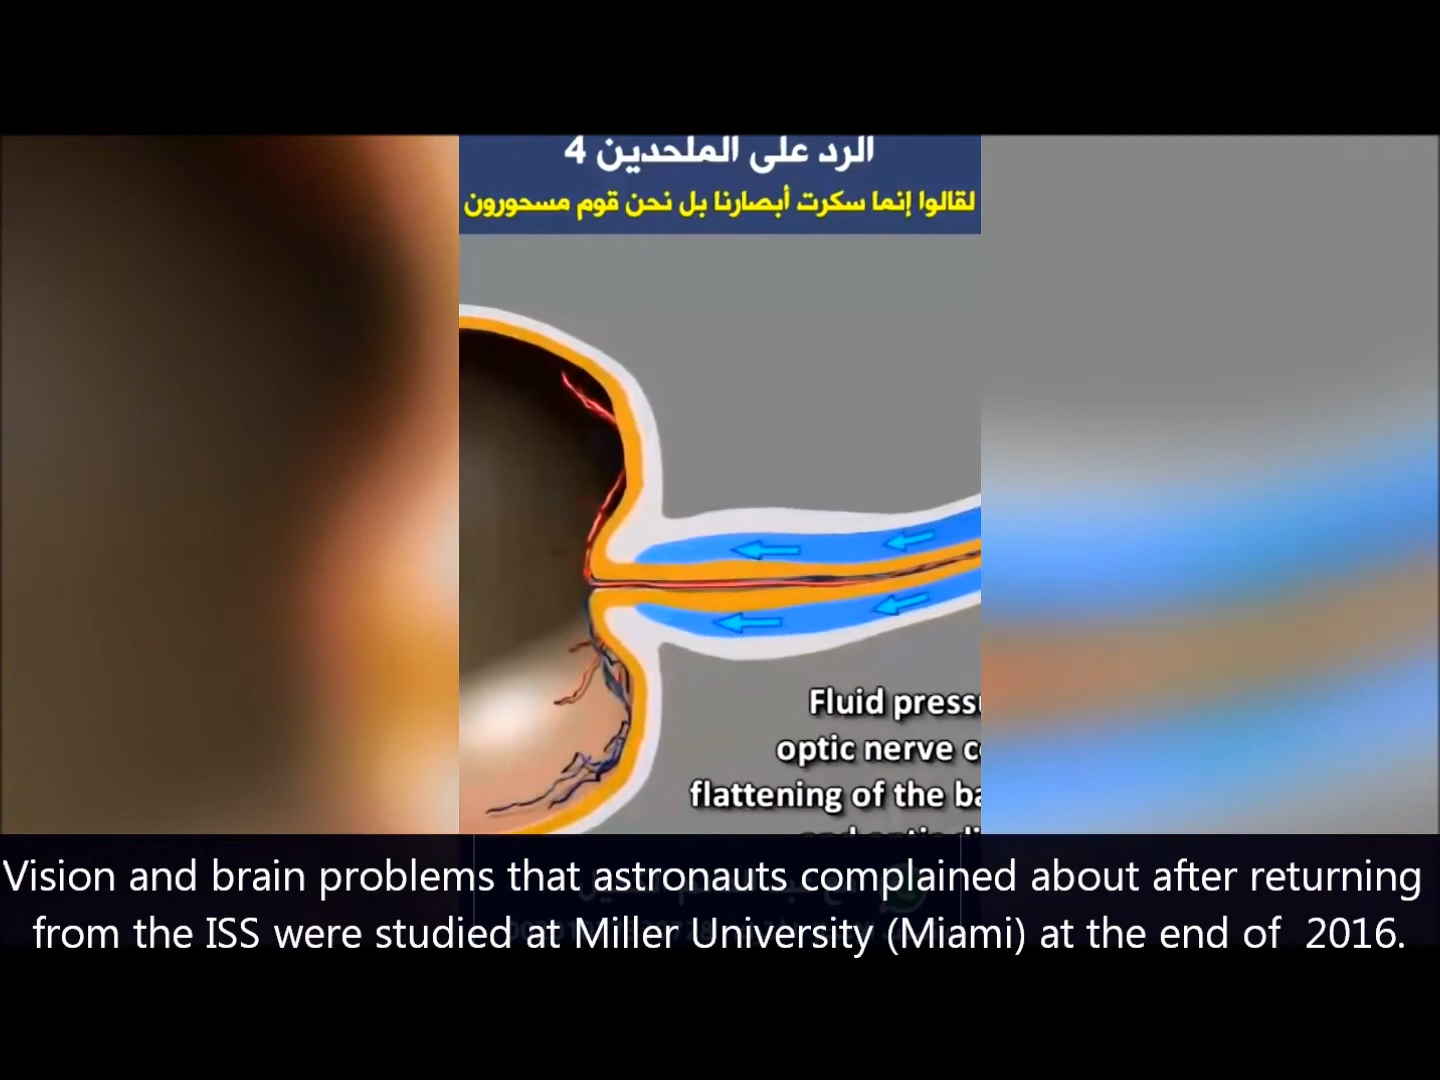 الرد على الملحدين 4
لقالوا إنما سكرت أبصارنا بل نحن قوم مسحورون
Fluid press
optic nerve c
flattening of the ba
Vision and brain problems that astronauts complained about after returning
from the ISS were studied at Miller University (Miami) at the end of 2016.